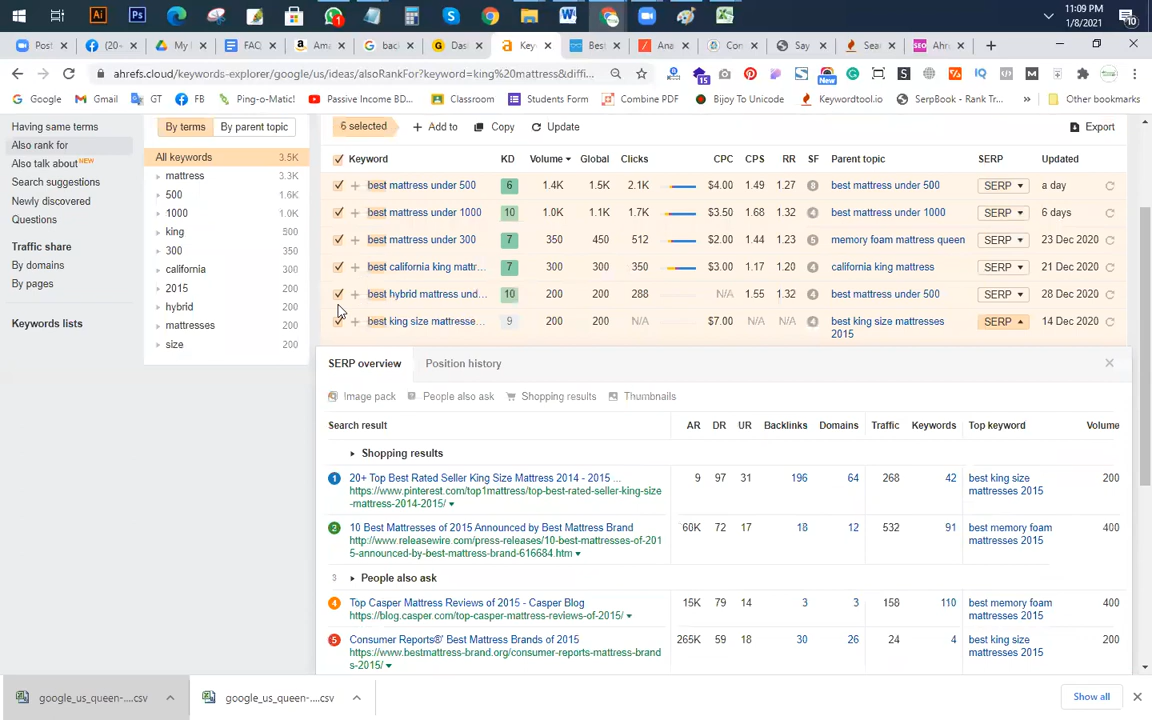 11:09 PM
1/8/2021
10
Post
(20+
My
FAC
Ama
bac
Das
Key
Bes
Ana
Con
Say
Sea
Ahre
ahrefs.cloud/keywords-explorer/google/us/ideas/alsoRankFor?keyword=king%20mattress&diffi...
15
New
Google
Gmail
GT
FB
Ping-o-Matic!
Passive Income BD...
Classroom
Students Form
Combine PDF
Bijoy To Unicode
Keywordtool.io
SerpBook - Rank Tr...
Other bookmarks
Having same terms
Also rank for
Also talk about NEW
Search suggestions
Newly discovered
Questions
Traffic share
By domains
By pages
Keywords lists
By terms By parent topic
All keywords 3.5K
mattress 3.3K
500 1.6K
1000 1.0K
king 500
300 350
california 300
2015 200
hybrid 200
mattresses 200
size 200
6 selected + Add to Copy Update Export
Keyword KD Volume Global Clicks CPC CPS RR SF Parent topic SERP Updated
best mattress under 500 6 1.4K 1.5K 2.1K $4.00 1.49 1.27 8 best mattress under 500 SERP a day
best mattress under 1000 10 1.0K 1.1K 1.7K $3.50 1.68 1.32 4 best mattress under 1000 SERP 6 days
best mattress under 300 7 350 450 512 $2.00 1.44 1.23 5 memory foam mattress queen SERP 23 Dec 2020
best california king mattr... 7 300 300 350 $3.00 1.17 1.20 4 california king mattress SERP 21 Dec 2020
best hybrid mattress und... 10 200 200 288 N/A 1.55 1.32 4 best mattress under 500 SERP 28 Dec 2020
best king size mattresse... 9 200 200 N/A $7.00 N/A N/A 4 best king size mattresses 2015 SERP 14 Dec 2020
SERP overview Position history
Image pack People also ask Shopping results Thumbnails
Search result AR DR UR Backlinks Domains Traffic Keywords Top keyword Volume
Shopping results
1 20+ Top Best Rated Seller King Size Mattress 2014 - 2015 ... 9 97 31 196 64 268 42 best king size mattresses 2015 200
https://www.pinterest.com/top1mattress/top-best-rated-seller-king-size
-mattress-2014-2015/
2 10 Best Mattresses of 2015 Announced by Best Mattress Brand 60K 72 17 18 12 532 91 best memory foam mattresses 2015 400
http://www.releasewire.com/press-releases/10-best-mattresses-of-201
5-announced-by-best-mattress-brand-616684.htm
3 People also ask
4 Top Casper Mattress Reviews of 2015 - Casper Blog 15K 79 14 3 3 158 110 best memory foam mattresses 2015 400
https://blog.casper.com/top-casper-mattress-reviews-of-2015/
5 Consumer Reports®' Best Mattress Brands of 2015 265K 59 18 30 26 24 4 best king size mattresses 2015 200
https://www.bestmattress-brand.org/consumer-reports-mattress-brand
s-2015/
google_us_queen-....csv
google_us_queen-....csv
Show all